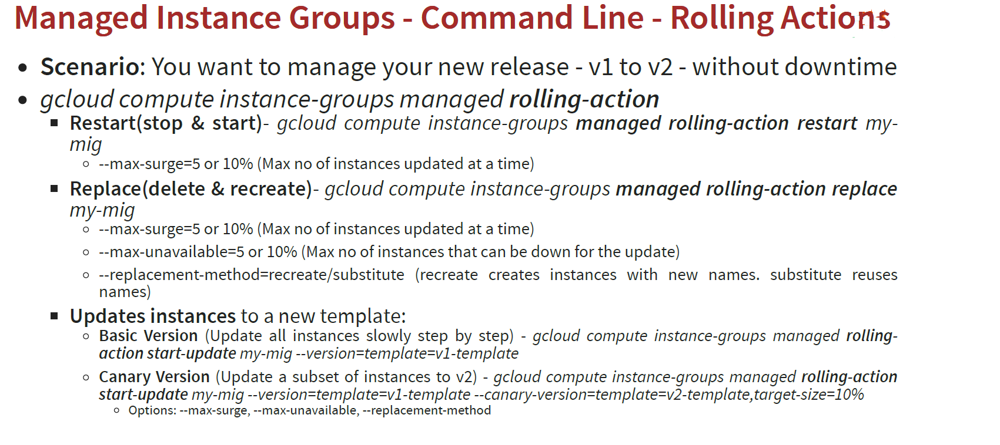 Managed Instance Groups - Command Line - Rolling Actions
Scenario: You want to manage your new release - v1 to v2 - without downtime
gcloud compute instance-groups managed rolling-action
Restart(stop & start)- gcloud compute instance-groups managed rolling-action restart my-
mig
--max-surge=5 or 10% (Max no of instances updated at a time)
Replace(delete & recreate)- gcloud compute instance-groups managed rolling-action replace
my-mig
--max-surge=5 or 10% (Max no of instances updated at a time)
--max-unavailable=5 or 10% (Max no of instances that can be down for the update)
--replacement-method=recreate/substitute (recreate creates instances with new names. substitute reuses
names)
Updates instances to a new template:
Basic Version (Update all instances slowly step by step) - gcloud compute instance-groups managed rolling-
action start-update my-mig --version=template=v1-template
Canary Version (Update a subset of instances to v2) - gcloud compute instance-groups managed rolling-action
start-update my-mig --version=template=v1-template --canary-version=template=v2-template,target-size=10%
Options: --max-surge, --max-unavailable, --replacement-method